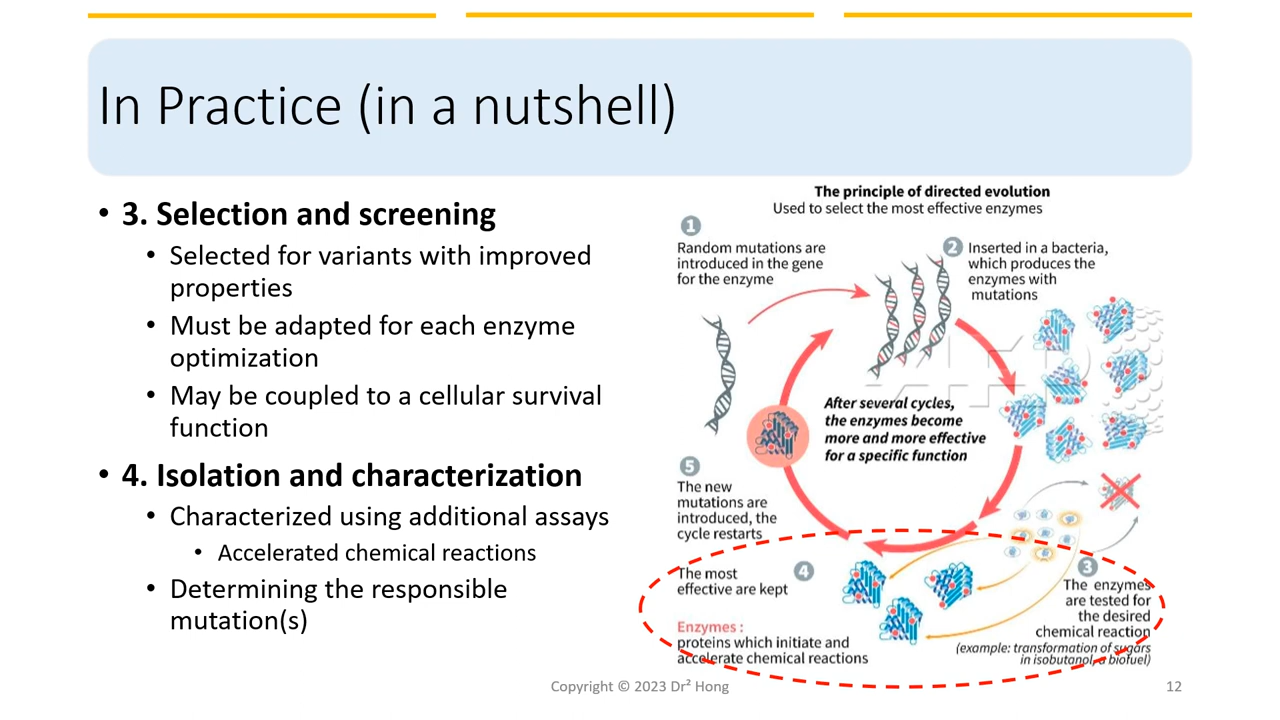 In Practice (in a nutshell)
• 3. Selection and screening
• Selected for variants with improved
properties
• Must be adapted for each enzyme
optimization
• May be coupled to a cellular survival
function
• 4. Isolation and characterization
• Characterized using additional assays
• Accelerated chemical reactions
• Determining the responsible
mutation(s)
The principle of directed evolution
Used to select the most effective enzymes
1
Random mutations are
introduced in the gene
for the enzyme
2
Inserted in a bacteria,
which produces the
enzymes with
mutations
AFP
After several cycles,
the enzymes become
more and more effective
for a specific function
5
The new
mutations are
introduced, the
cycle restarts
The most
effective are kept
4
3
The enzymes
are tested for
the desired
chemical reaction
(example: transformation of sugars
in isobutanol, a biofuel)
Enzymes :
proteins which initiate and
accelerate chemical reactions
Copyright © 2023 Dr² Hong
12